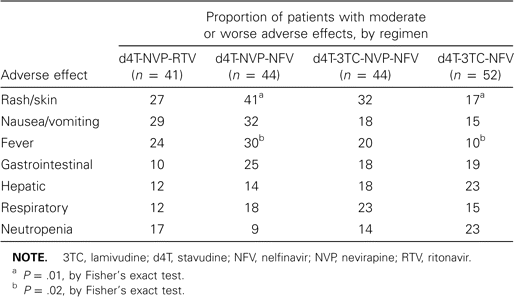 Proportion of patients with moderate
or worse adverse effects, by regimen
d4T-NVP-RTV d4T-NVP-NFV d4T-3TC-NVP-NFV d4T-3TC-NFV
Adverse effect (n = 41) (n = 44) (n = 44) (n = 52)
Rash/skin 27 41a 32 17a
Nausea/vomiting 29 32 18 15
Fever 24 30b 20 10b
Gastrointestinal 10 25 18 19
Hepatic 12 14 18 23
Respiratory 12 18 23 15
Neutropenia 17 9 14 23
NOTE. 3TC, lamivudine; d4T, stavudine; NFV, nelfinavir; NVP, nevirapine; RTV, ritonavir.
a P = .01, by Fisher's exact test.
b P = .02, by Fisher's exact test.